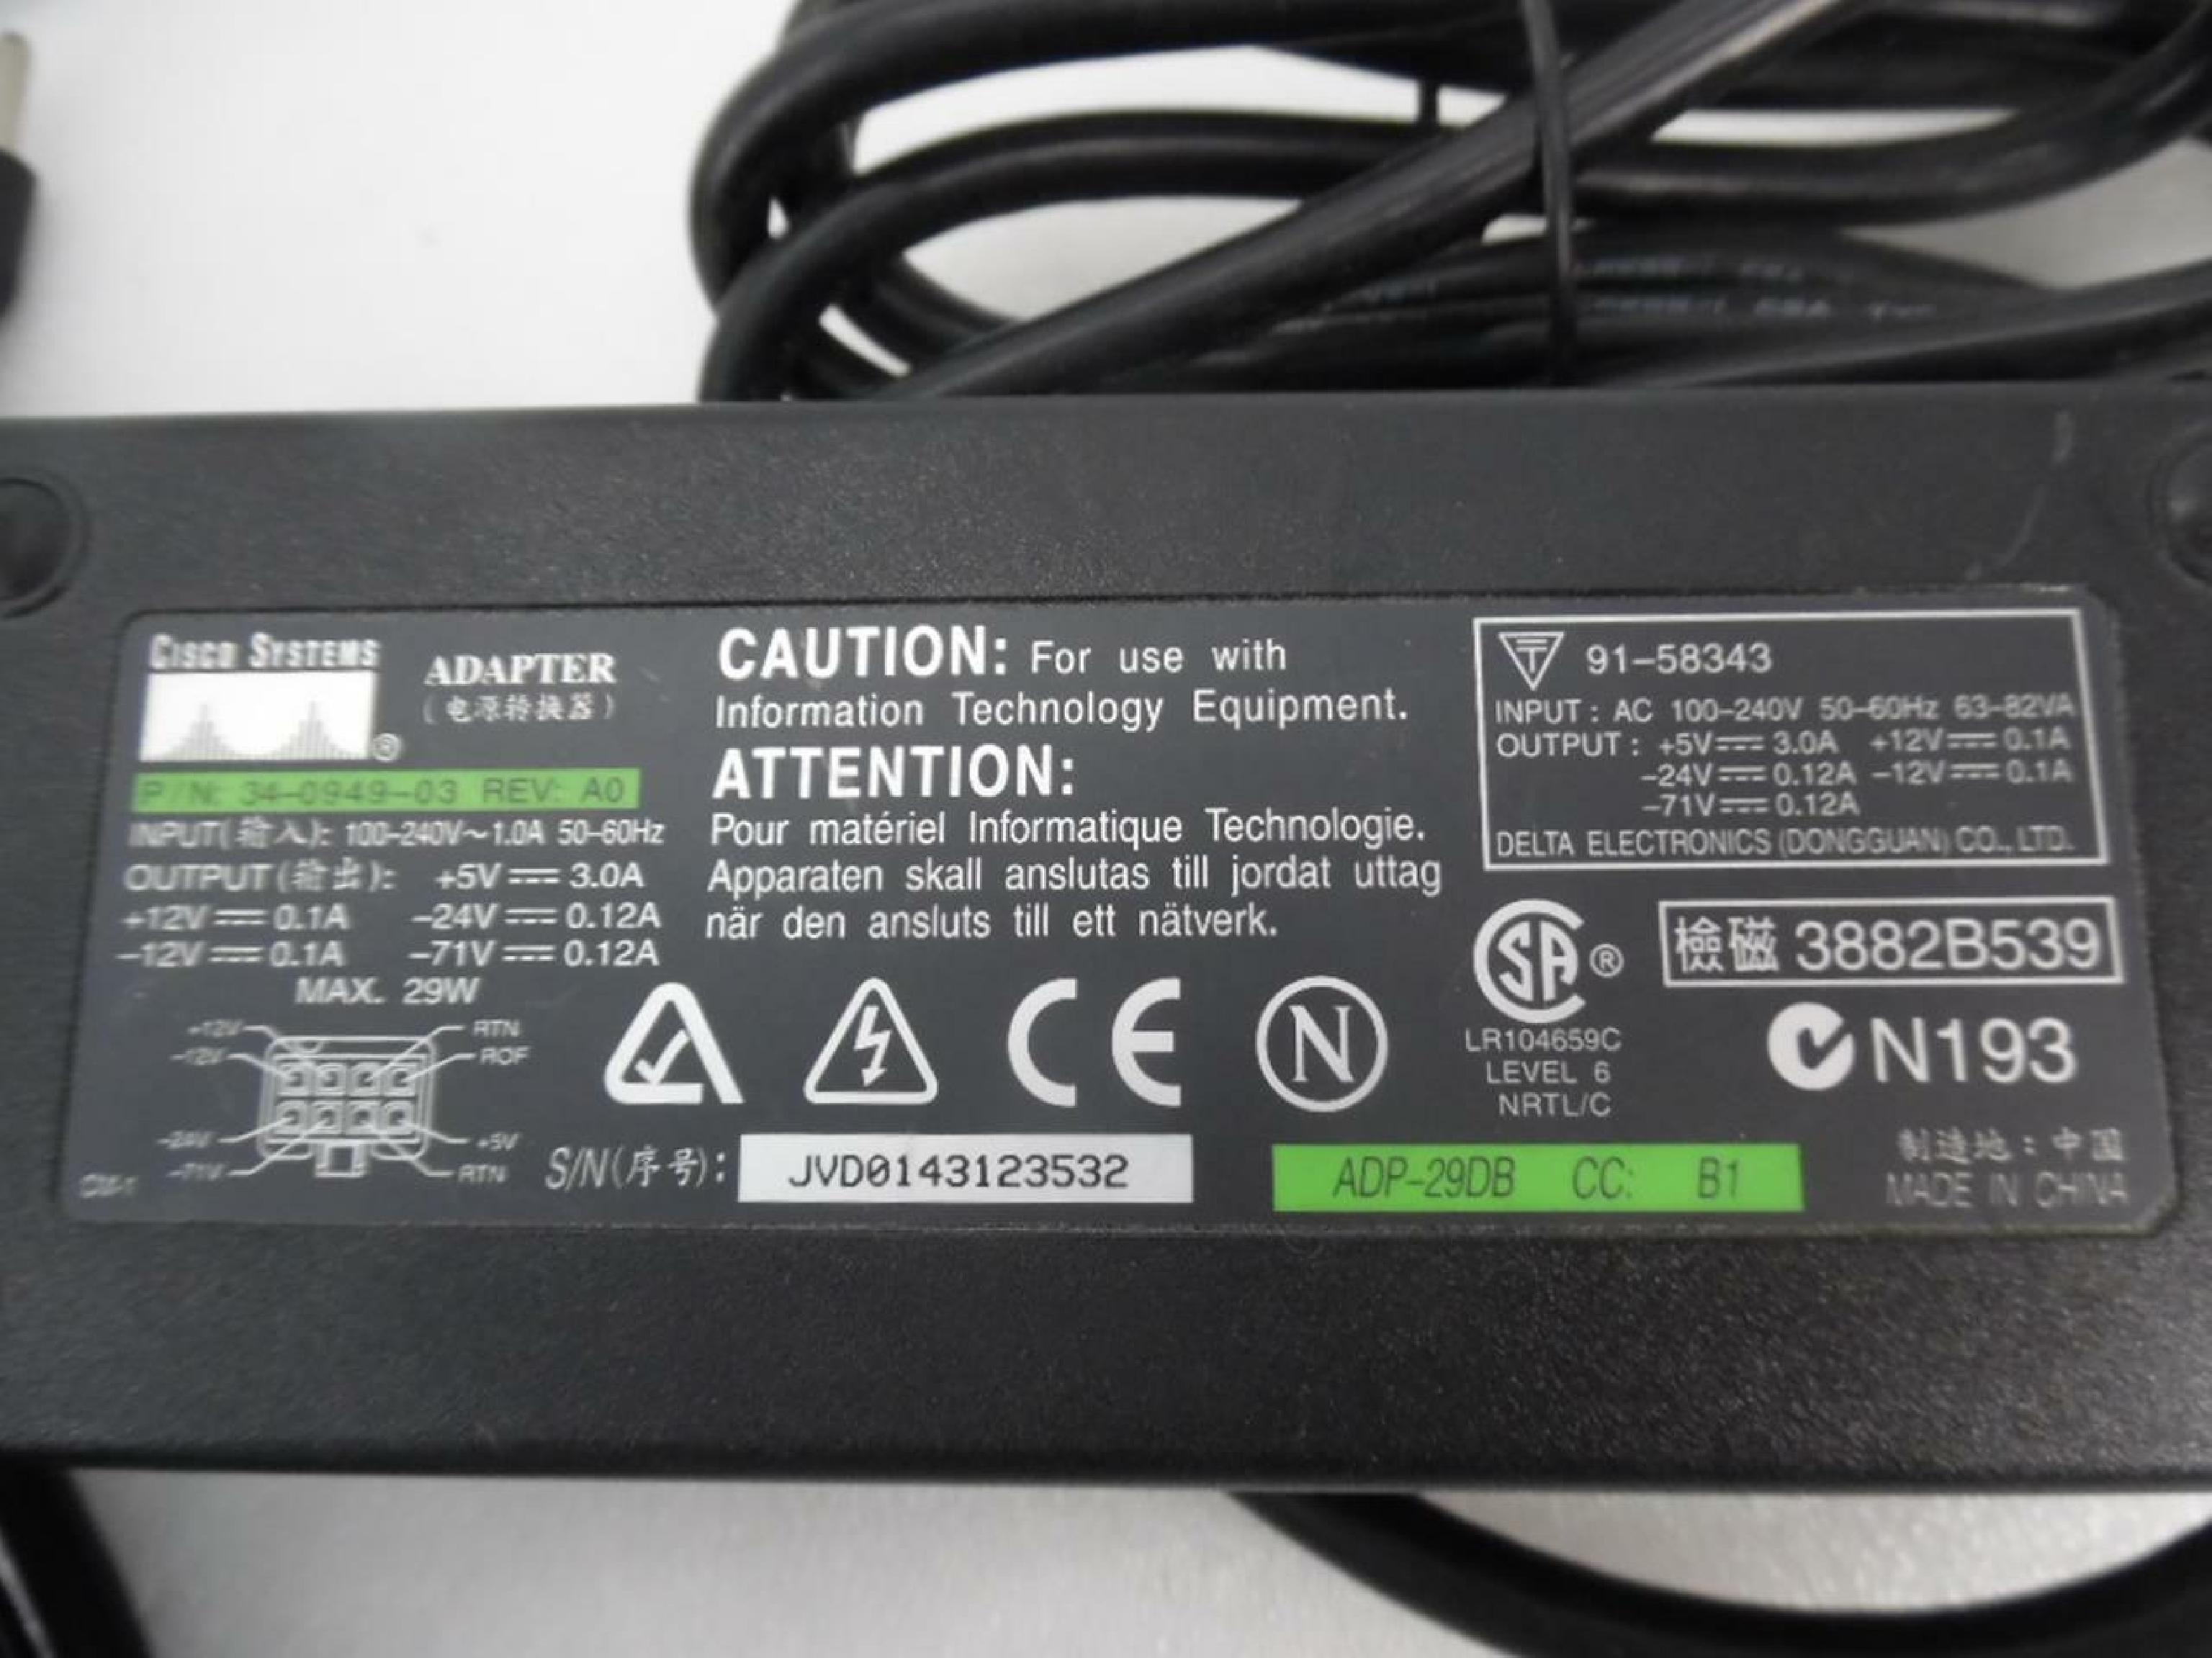 CISCO SYSTEMS
®
ADAPTER
(电源转换器)
P/N: 34-0949-03 REV: A0
INPUT(输入): 100-240V~1.0A 50-60Hz
OUTPUT(输出): +5V⎓3.0A
+12V⎓0.1A -24V⎓0.12A
-12V⎓0.1A -71V⎓0.12A
MAX. 29W
+12V RTN
-12V ROF
-24V +5V
-71V RTN
CAUTION: For use with
Information Technology Equipment.
ATTENTION:
Pour matériel Informatique Technologie.
Apparaten skall anslutas till jordat uttag
när den ansluts till ett nätverk.
CE
N
S/N(序号): JVD0143123532
T 91-58343
INPUT: AC 100-240V 50-60Hz 63-82VA
OUTPUT: +5V⎓3.0A +12V⎓0.1A
-24V⎓0.12A -12V⎓0.1A
-71V⎓0.12A
DELTA ELECTRONICS (DONGGUAN) CO., LTD.
SA ®
LR104659C
LEVEL 6
NRTL/C
檢磁 3882B539
N193
ADP-29DB CC: B1
制造地:中国
MADE IN CHINA